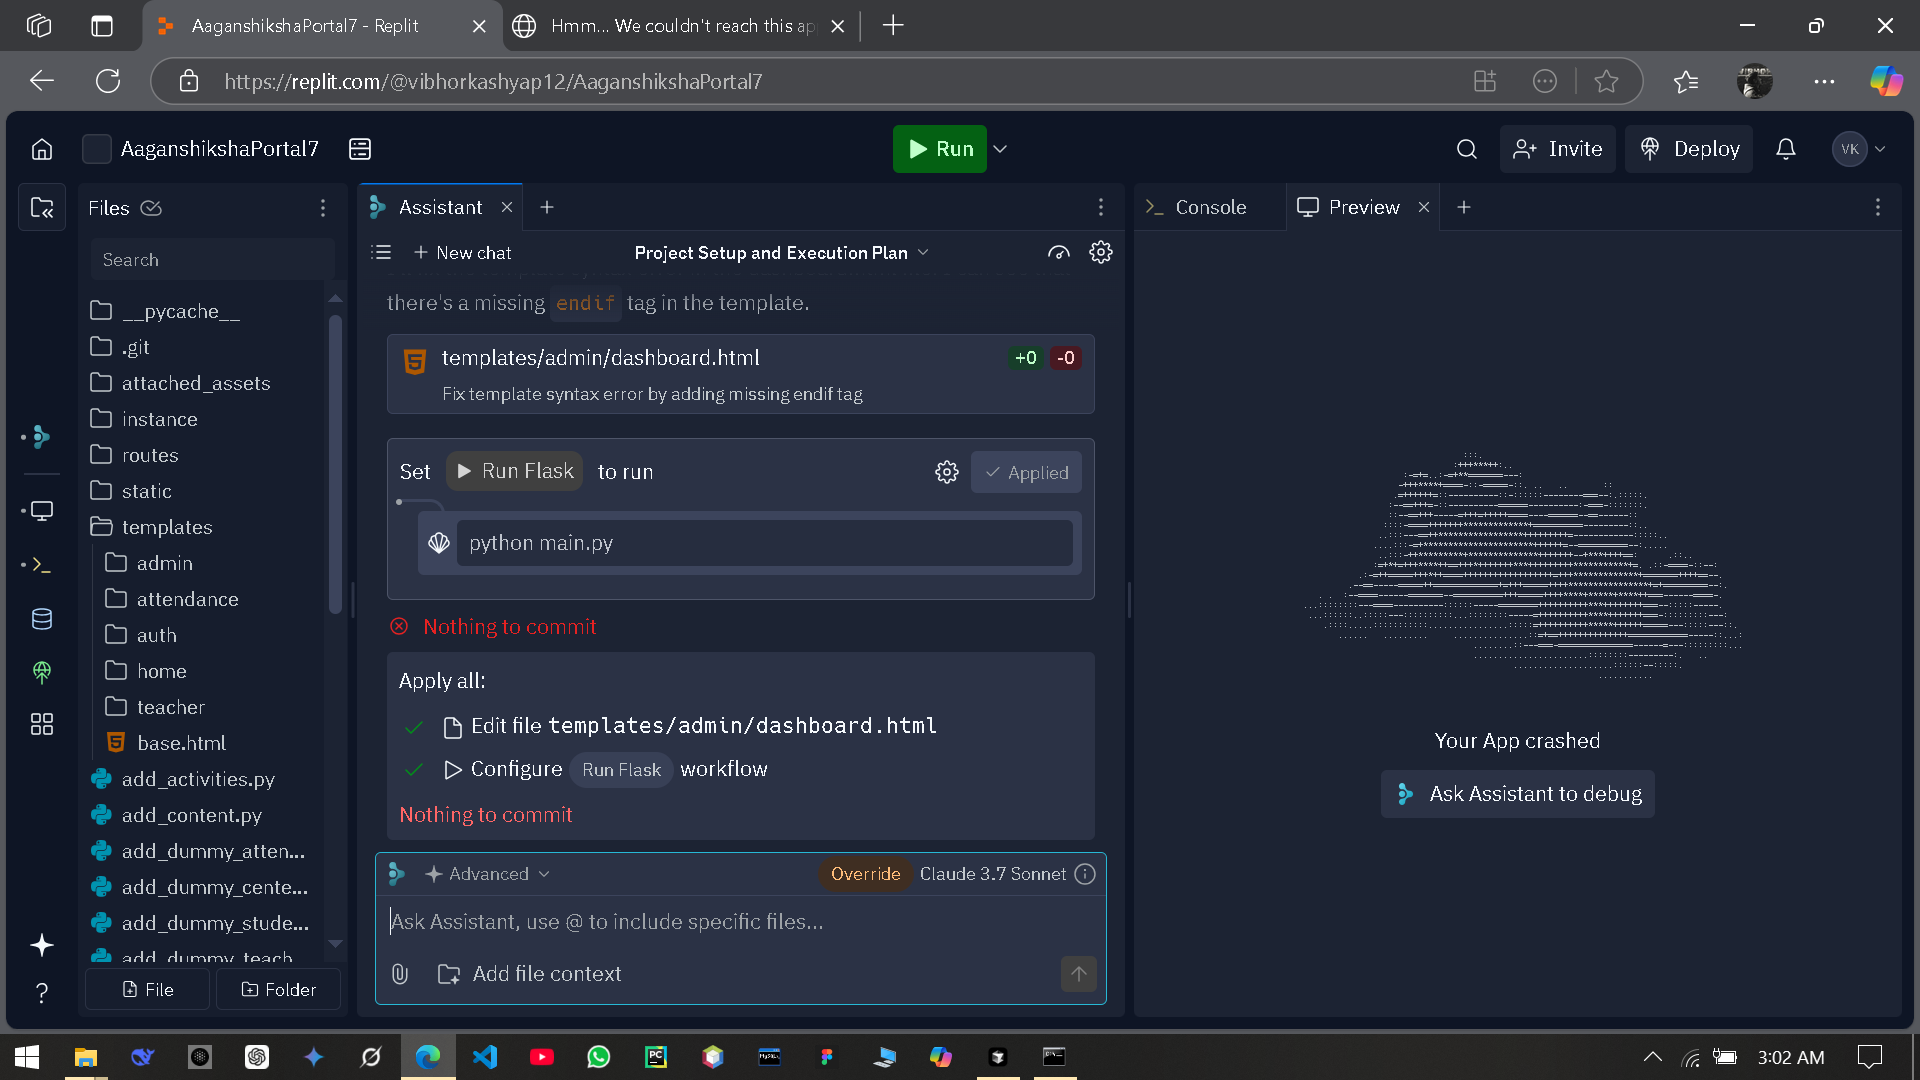 AaganshikshaPortal7 - Replit
Hmm... We couldn't reach this ap
https://replit.com/@vibhorkashyap12/AaganshikshaPortal7
AaganshikshaPortal7
Run
Invite
Deploy
VK
Files
Search
__pycache__
.git
attached_assets
instance
routes
static
templates
admin
attendance
auth
home
teacher
base.html
add_activities.py
add_content.py
add_dummy_atten...
add_dummy_cente...
add_dummy_stude...
add_dummy_teach
File
Folder
Assistant
New chat
Project Setup and Execution Plan
there's a missing endif tag in the template.
templates/admin/dashboard.html
+0 -0
Fix template syntax error by adding missing endif tag
Set Run Flask to run
Applied
python main.py
Nothing to commit
Apply all:
Edit file templates/admin/dashboard.html
Configure Run Flask workflow
Nothing to commit
Advanced
Override Claude 3.7 Sonnet
Ask Assistant, use @ to include specific files...
Add file context
Console
Preview
Your App crashed
Ask Assistant to debug
3:02 AM